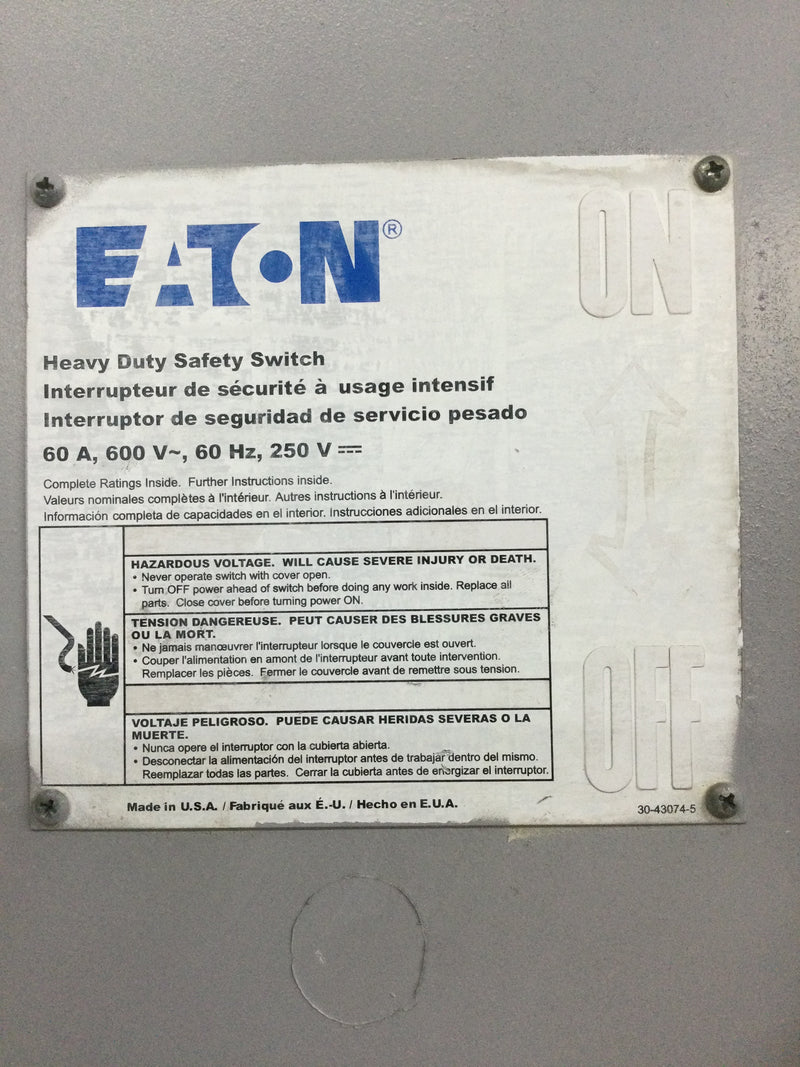 EATON®
ON
Heavy Duty Safety Switch
Interrupteur de sécurité à usage intensif
Interruptor de seguridad de servicio pesado
60 A, 600 V~, 60 Hz, 250 V ⎓
Complete Ratings Inside. Further Instructions inside.
Valeurs nominales complètes à l'intérieur. Autres instructions à l'intérieur.
Información completa de capacidades en el interior. Instrucciones adicionales en el interior.
HAZARDOUS VOLTAGE. WILL CAUSE SEVERE INJURY OR DEATH.
• Never operate switch with cover open.
• Turn OFF power ahead of switch before doing any work inside. Replace all
parts. Close cover before turning power ON.
TENSION DANGEREUSE. PEUT CAUSER DES BLESSURES GRAVES
OU LA MORT.
• Ne jamais manœuvrer l'interrupteur lorsque le couvercle est ouvert.
• Couper l'alimentation en amont de l'interrupteur avant toute intervention.
Remplacer les pièces. Fermer le couvercle avant de remettre sous tension.
VOLTAJE PELIGROSO. PUEDE CAUSAR HERIDAS SEVERAS O LA
MUERTE.
• Nunca opere el interruptor con la cubierta abierta.
• Desconectar la alimentación del interruptor antes de trabajar dentro del mismo.
Reemplazar todas las partes. Cerrar la cubierta antes de energizar el interruptor.
OFF
Made in U.S.A. / Fabriqué aux É.-U. / Hecho en E.U.A.
30-43074-5